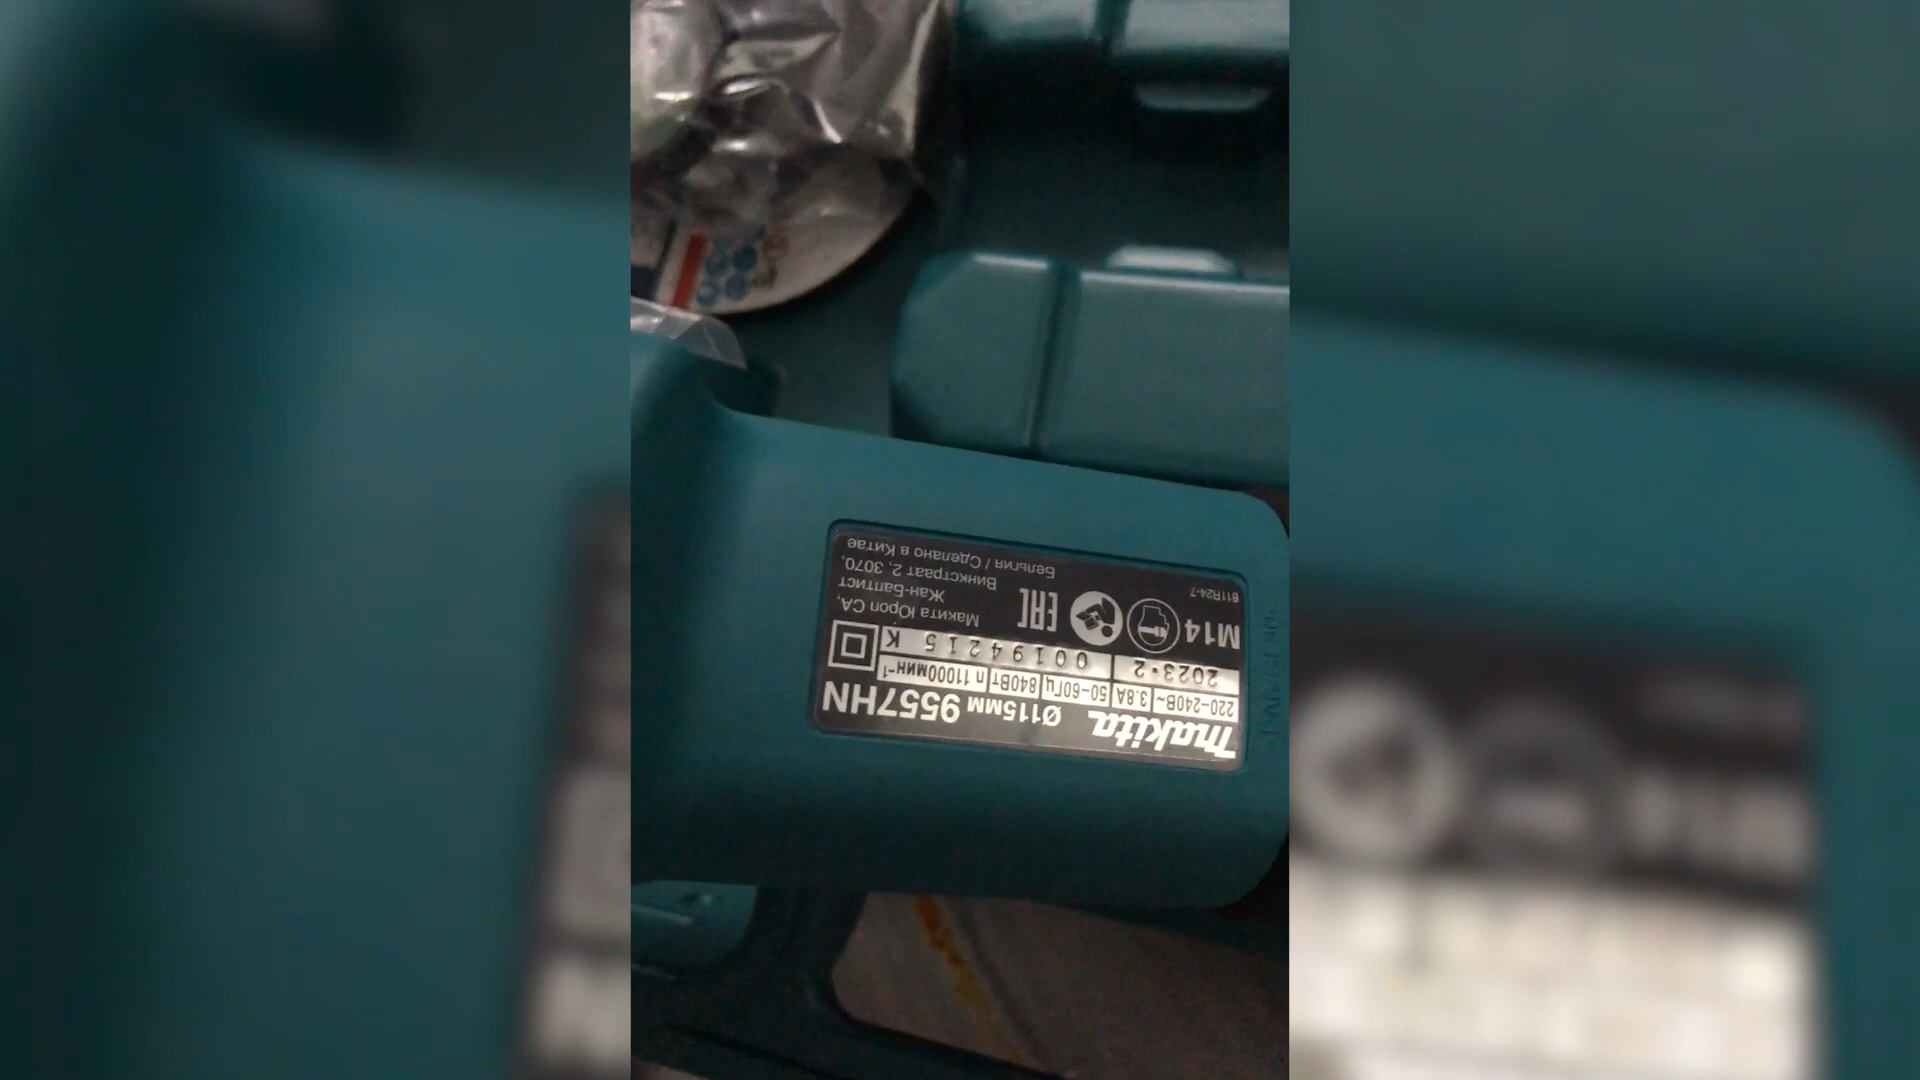 makita Ø115мм 9557HN
220-240В~ 3.8A 50-60Гц 840Вт n 11000мин⁻¹
2023•2 00194215 K
M14
EAC
Макита Юроп СА,
Жан-Баптист
Винкстраат 2, 3070,
Бельгия / Сделано в Китае
811R24-7